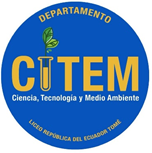 DEPARTAMENTO
CiTEM
Ciencia, Tecnología y Medio Ambiente
LICEO REPÚBLICA DEL ECUADOR TOMÉ